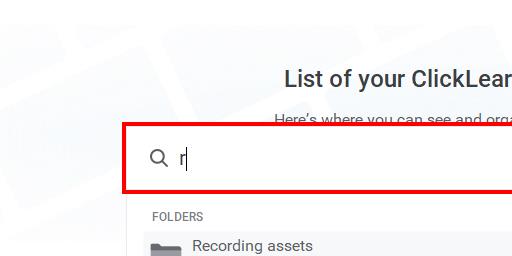 List of your ClickLear
Here's where you can see and orga
r
FOLDERS
Recording assets